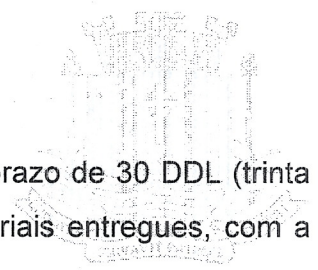 razo de 30 DDL (trinta
riais entregues, com a